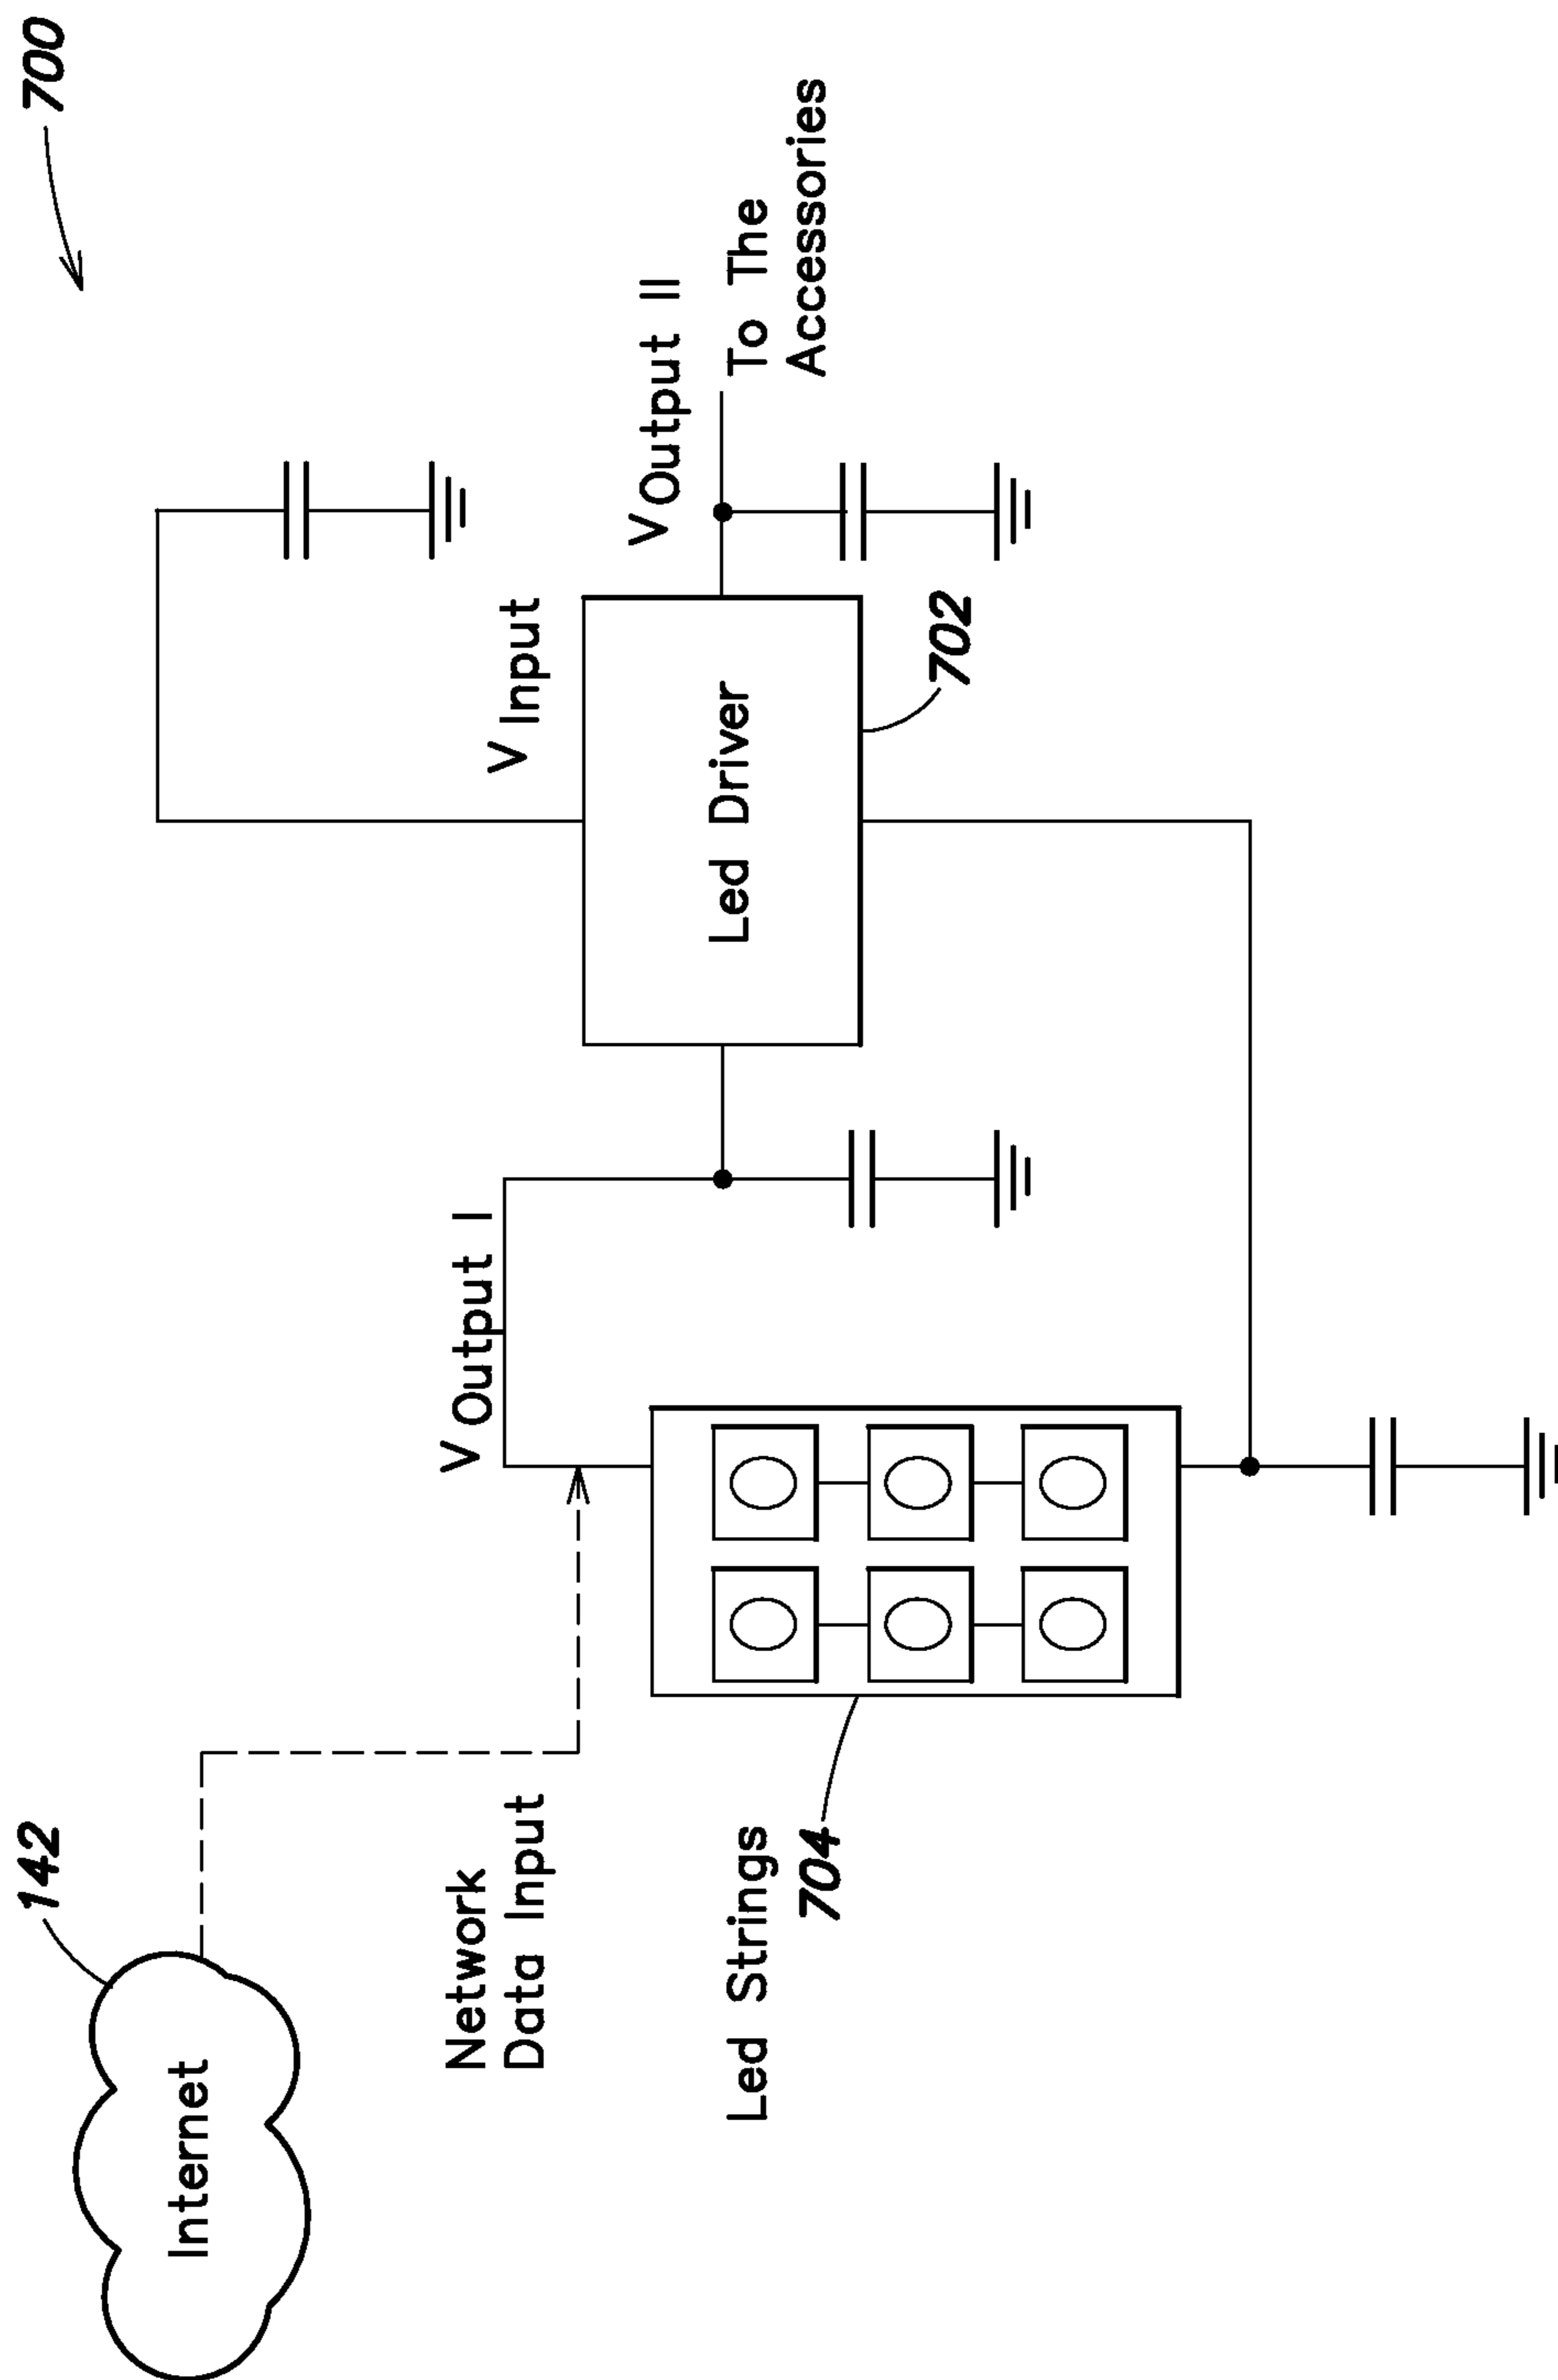 700
142
Internet
Network
Data Input
V Output I
V Input
V Output II
To The
Accessories
Led Driver
702
Led Strings
704